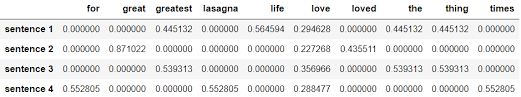 for great greatest lasagna life love loved the thing times
sentence 1 0.000000 0.000000 0.445132 0.000000 0.564594 0.294628 0.000000 0.445132 0.445132 0.000000
sentence 2 0.000000 0.871022 0.000000 0.000000 0.000000 0.227268 0.435511 0.000000 0.000000 0.000000
sentence 3 0.000000 0.000000 0.539313 0.000000 0.000000 0.356966 0.000000 0.539313 0.539313 0.000000
sentence 4 0.552805 0.000000 0.000000 0.552805 0.000000 0.288477 0.000000 0.000000 0.000000 0.552805